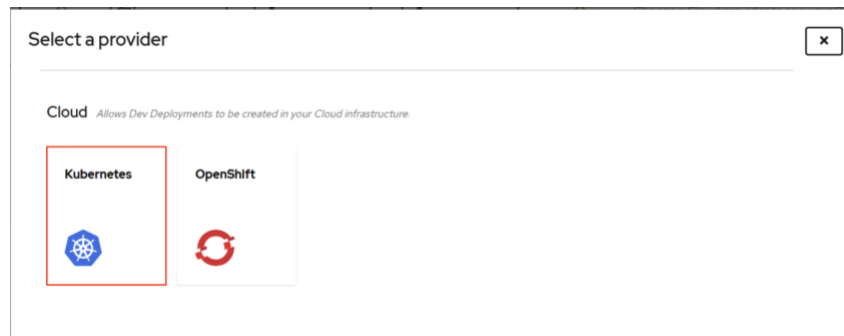 Select a provider
×
Cloud Allows Dev Deployments to be created in your Cloud infrastructure.
Kubernetes OpenShift